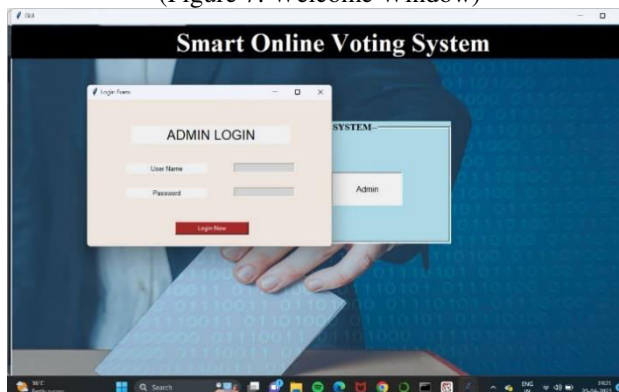 (Figure 7: Welcome Window)
Smart Online Voting System
Login Form
ADMIN LOGIN
SYSTEM
User Name
Password
Admin
Login Now
Search
ENG
IN